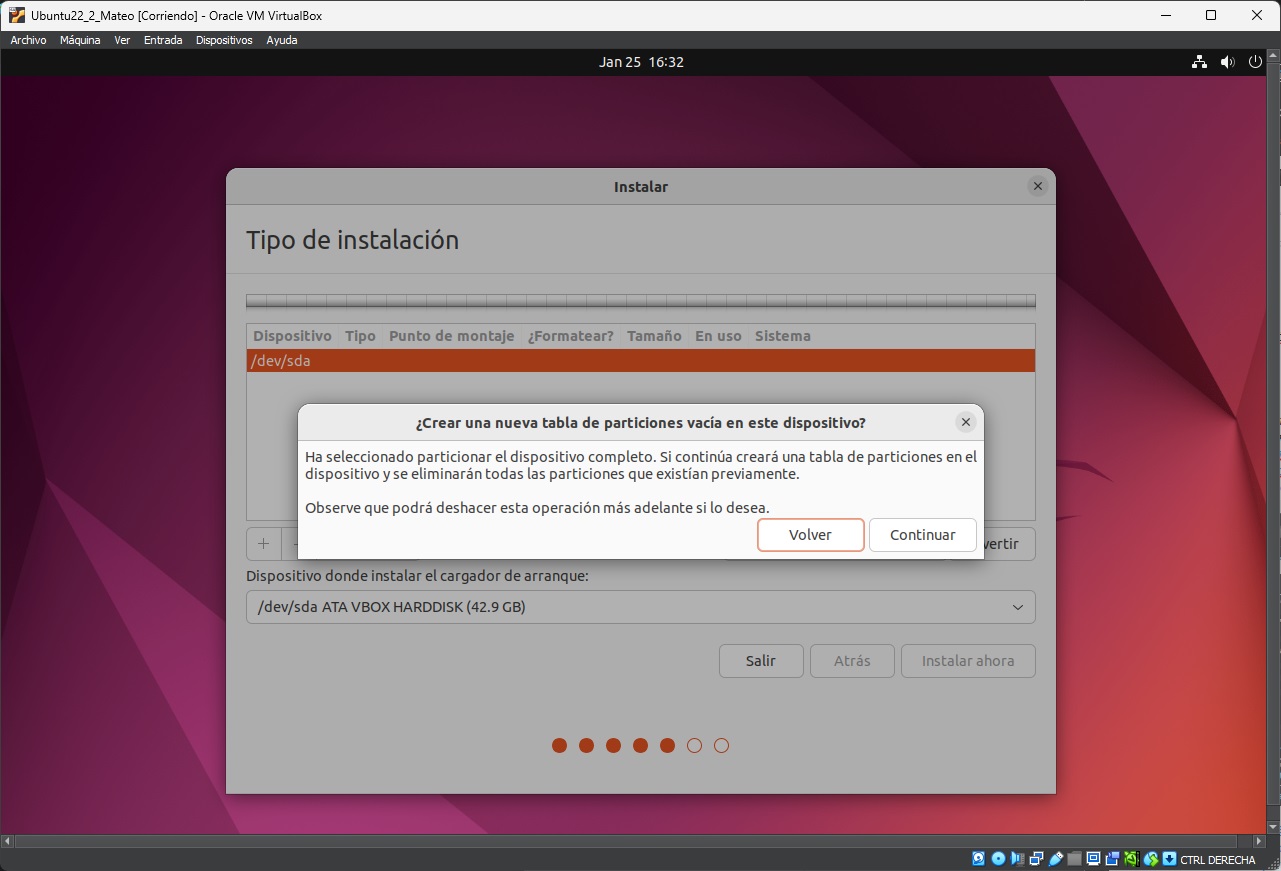 Ubuntu22_2_Mateo [Corriendo] - Oracle VM VirtualBox
Archivo Máquina Ver Entrada Dispositivos Ayuda
Jan 25 16:32
Instalar
Tipo de instalación
Dispositivo Tipo Punto de montaje ¿Formatear? Tamaño En uso Sistema
/dev/sda
¿Crear una nueva tabla de particiones vacía en este dispositivo?
Ha seleccionado particionar el dispositivo completo. Si continúa creará una tabla de particiones en el
dispositivo y se eliminarán todas las particiones que existían previamente.
Observe que podrá deshacer esta operación más adelante si lo desea.
Volver Continuar
+ - vertir
Dispositivo donde instalar el cargador de arranque:
/dev/sda ATA VBOX HARDDISK (42.9 GB)
Salir Atrás Instalar ahora
CTRL DERECHA